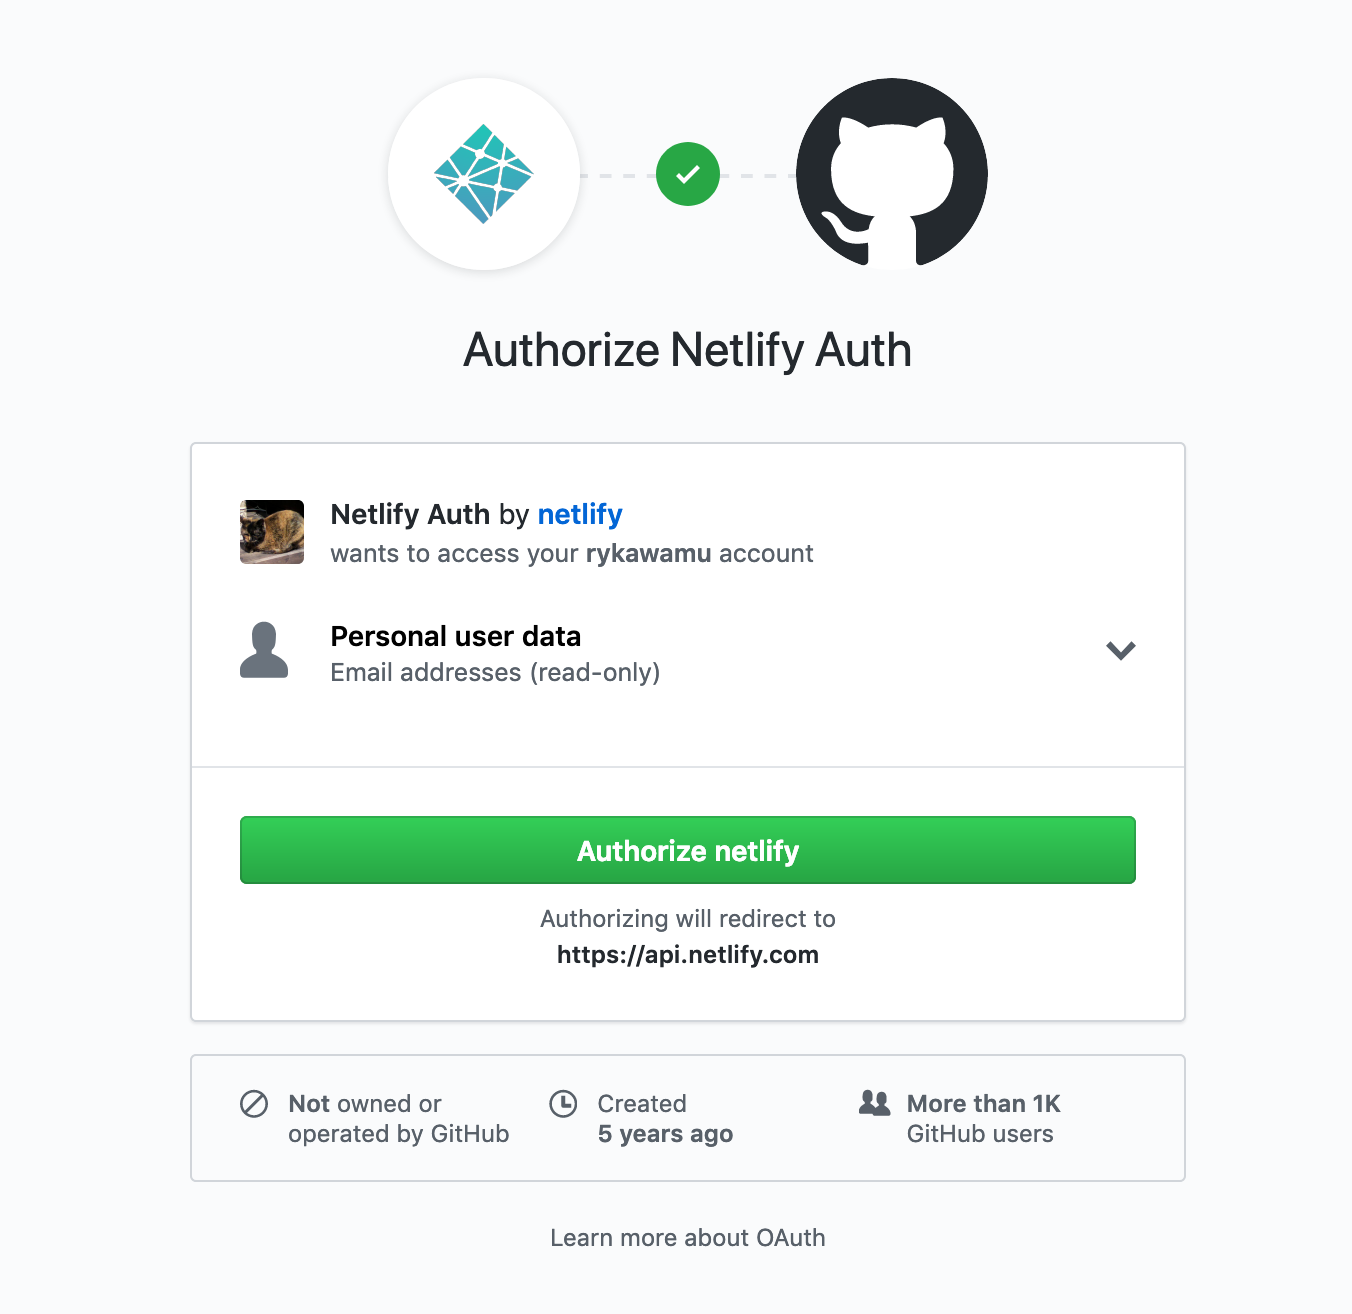 Authorize Netlify Auth
Netlify Auth by netlify
wants to access your rykawamu account
Personal user data
Email addresses (read-only)
Authorize netlify
Authorizing will redirect to
https://api.netlify.com
Not owned or
operated by GitHub
Created
5 years ago
More than 1K
GitHub users
Learn more about OAuth